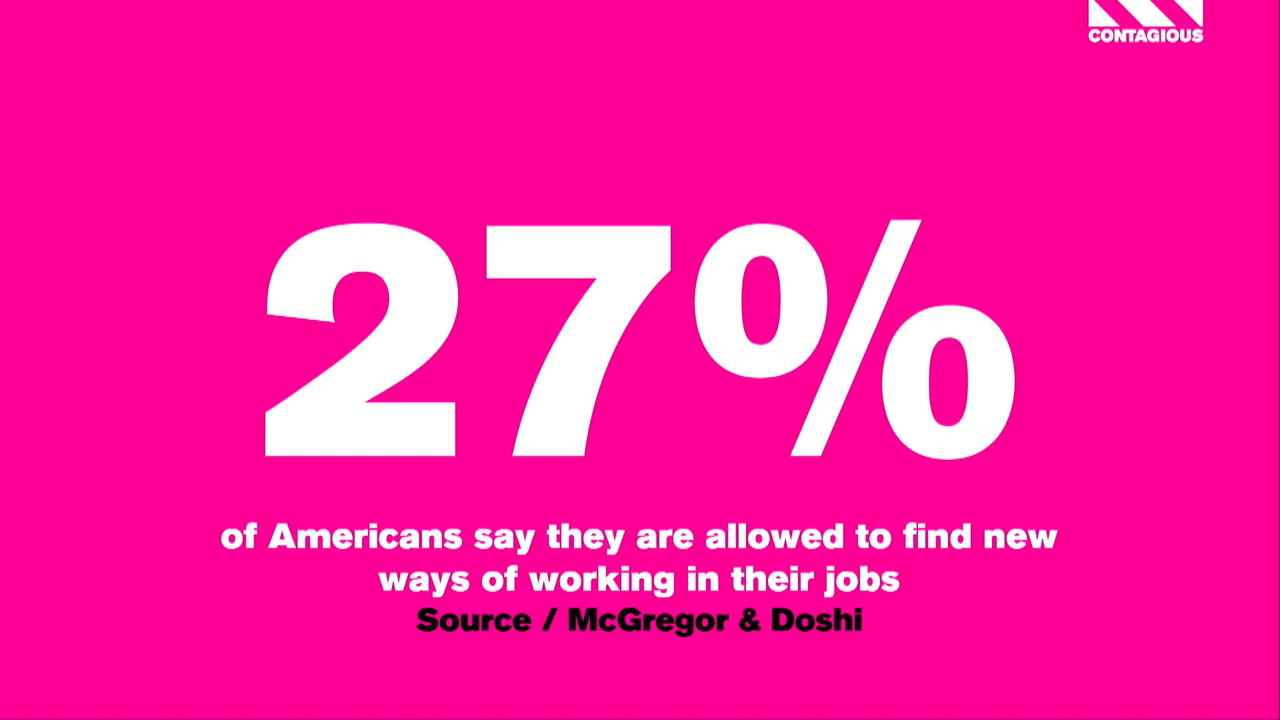 CONTAGIOUS
27%
of Americans say they are allowed to find new
ways of working in their jobs
Source / McGregor & Doshi